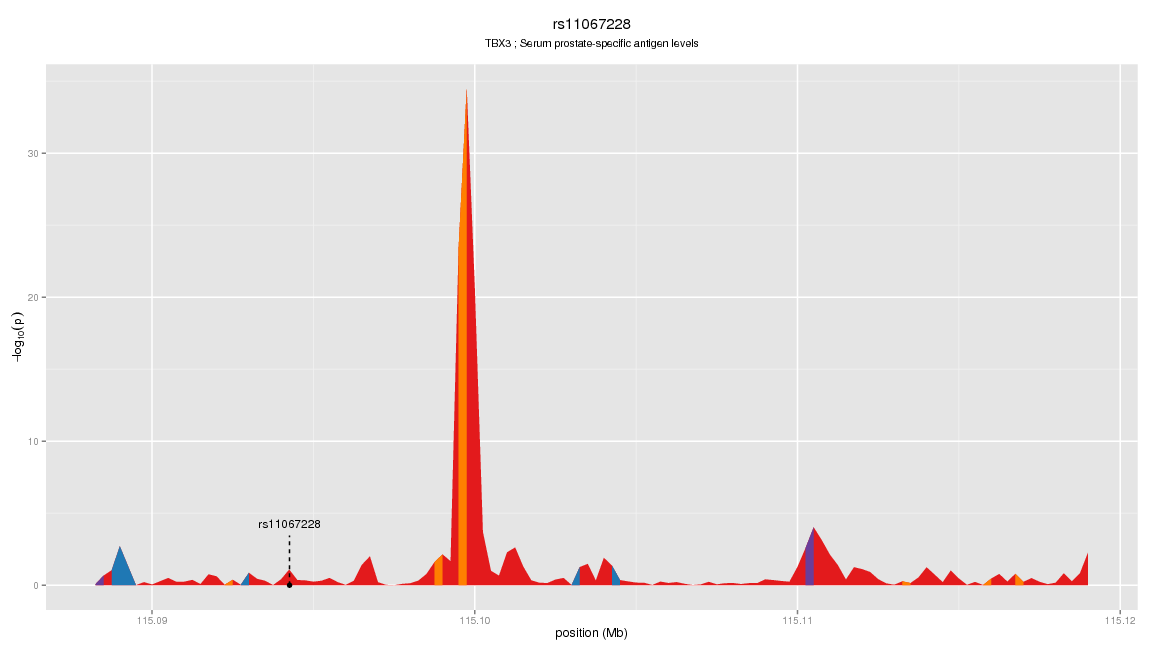 rs11067228
TBX3 ; Serum prostate-specific antigen levels
30
20
10
0
−log10(p)
rs11067228
115.09
115.10
115.11
115.12
position (Mb)